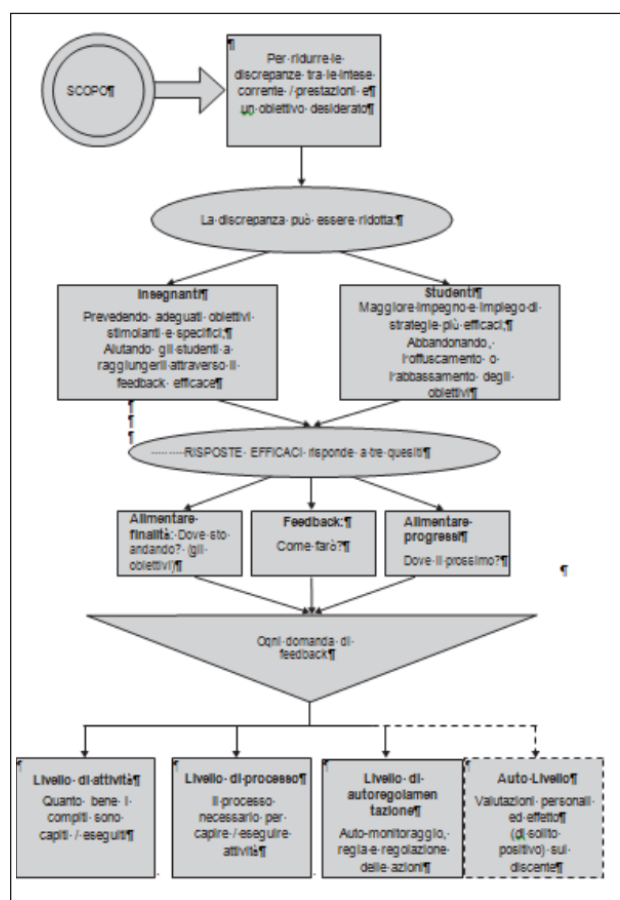 SCOPO¶
¶
Per·ridurre·le·
discrepanze·tra·le·intese·
corrente·/·prestazioni·e¶
un·obiettivo·desiderato¶
La·discrepanza·può·essere·ridotta:¶
Insegnanti¶
Prevedendo·adeguati·obiettivi·
stimolanti·e·specifici;¶
Aiutando·gli·studenti·a·
raggiungerli·attraverso·il·
feedback·efficace¶
Studenti¶
Maggiore·impegno·e·impiego·di·
strategie·più·efficaci;¶
Abbandonando,·
l'offuscamento·o·
l'abbassamento·degli·
obiettivi¶
¶
¶
¶
¶
·········RISPOSTE·EFFICACI·risponde·a·tre·quesiti¶
Alimentare·
finalità:·Dove·sto·
andando?·(gli·
obiettivi)¶
Feedback:¶
Come·farò?¶
Alimentare·
progressi¶
Dove·il·prossimo?¶
¶
Ogni·domanda·di·
feedback¶
¶
Livello·di·attività¶
Quanto·bene·i·
compiti·sono·
capiti·/·eseguiti¶
¶
Livello·di·processo¶
Il·processo·
necessario·per·
capire·/·eseguire·
attività¶
¶
Livello·di·
autoregolamen
tazione¶
Auto-monitoraggio,·
regia·e·regolazione·
delle·azioni¶
¶
Auto·Livello¶
Valutazioni·personali·
ed·effetto¶
(di·solito·
positivo)·sul·
discente¶